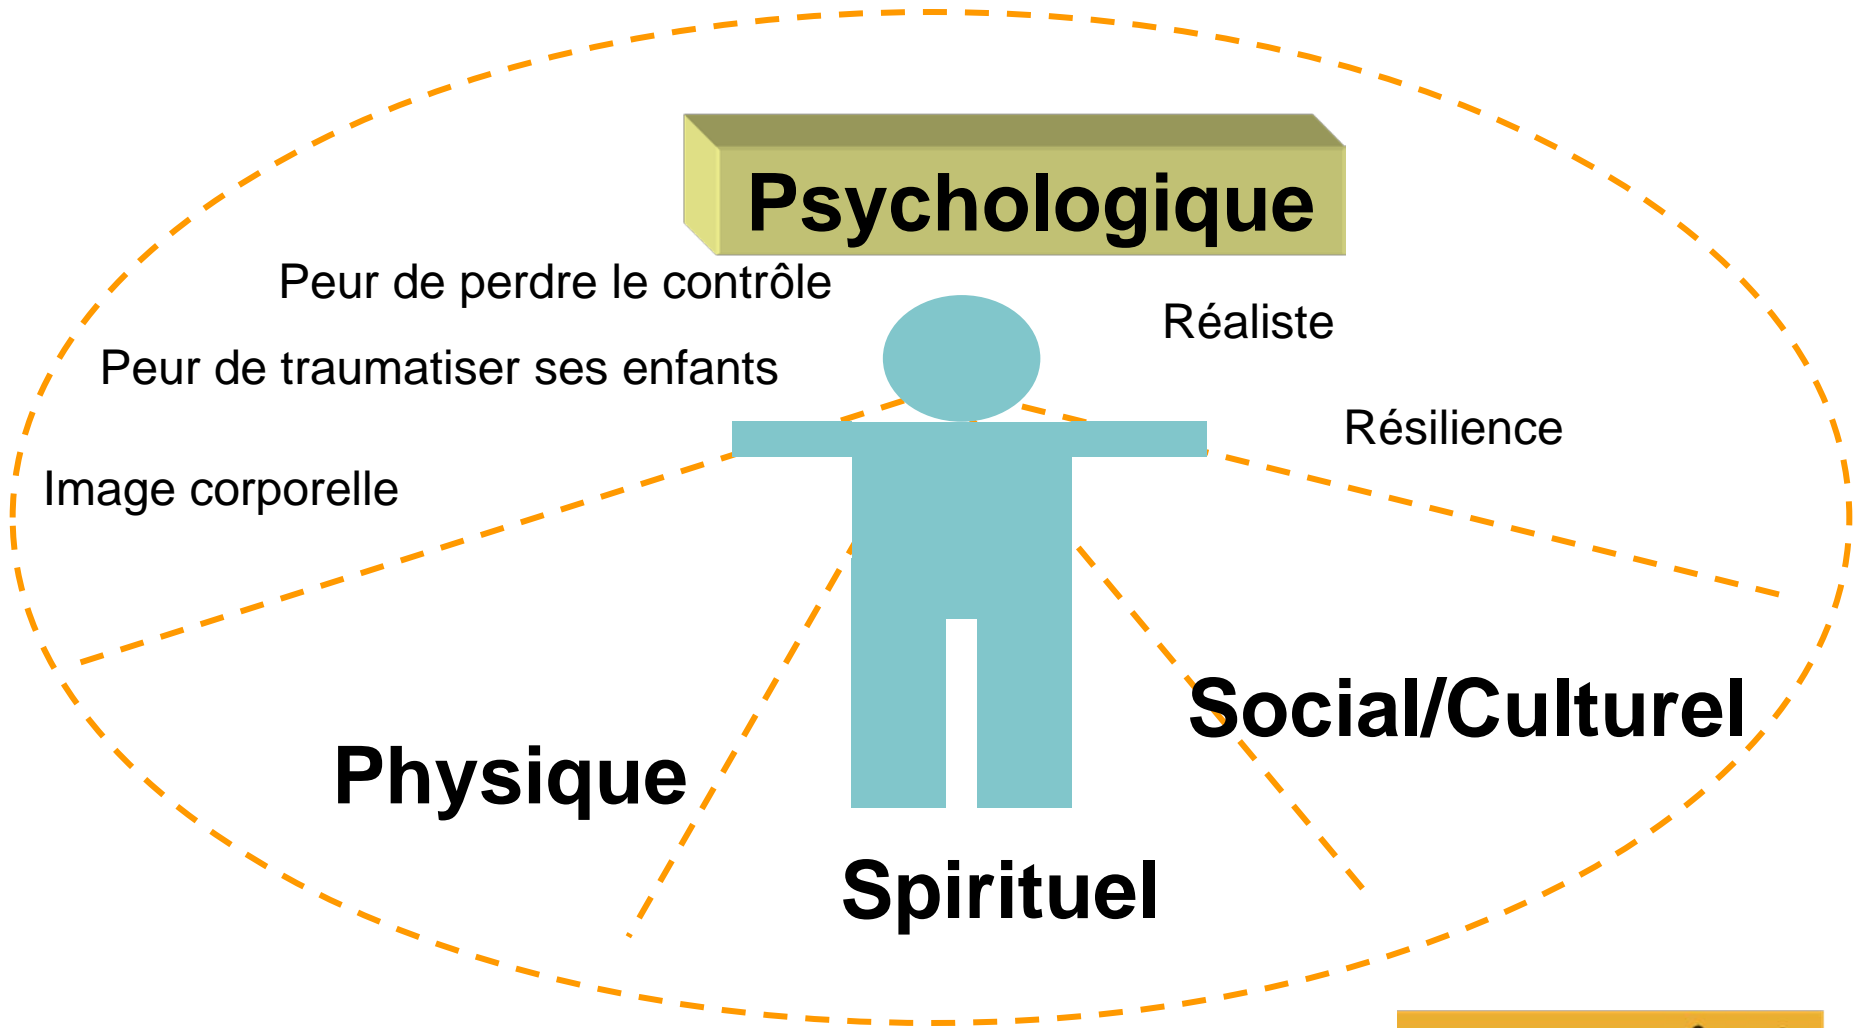 Psychologique
Peur de perdre le contrôle
Réaliste
Peur de traumatiser ses enfants
Résilience
Image corporelle
Social/Culturel
Physique
Spirituel